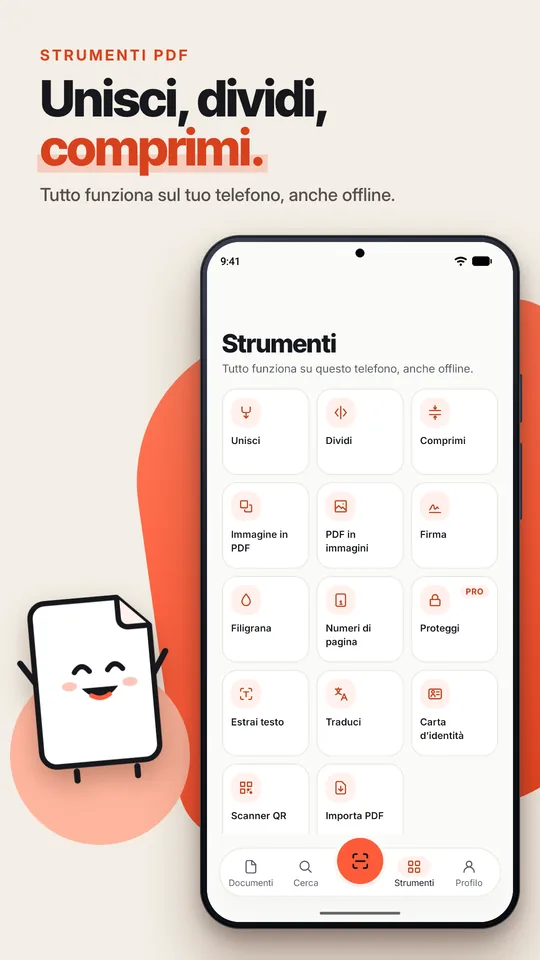 STRUMENTI PDF
Unisci, dividi,
comprimi.
Tutto funziona sul tuo telefono, anche offline.
9:41
Strumenti
Tutto funziona su questo telefono, anche offline.
Unisci
Dividi
Comprimi
Immagine in
PDF
PDF in
immagini
Firma
Filigrana
Numeri di
pagina
PRO
Proteggi
Estrai testo
Traduci
Carta
d'identità
Scanner QR
Importa PDF
Documenti
Cerca
Strumenti
Profilo